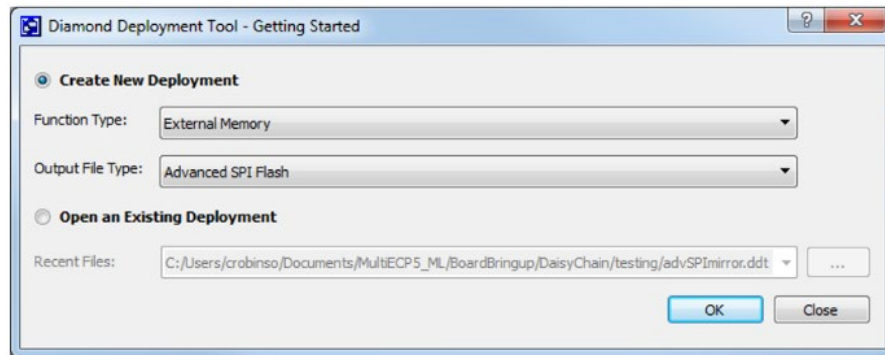 Diamond Deployment Tool - Getting Started
Create New Deployment
Function Type: External Memory
Output File Type: Advanced SPI Flash
Open an Existing Deployment
Recent Files: C:/Users/crobinso/Documents/MultiECP5_ML/BoardBringup/DaisyChain/testing/advSPImirror.ddt ...
OK Close